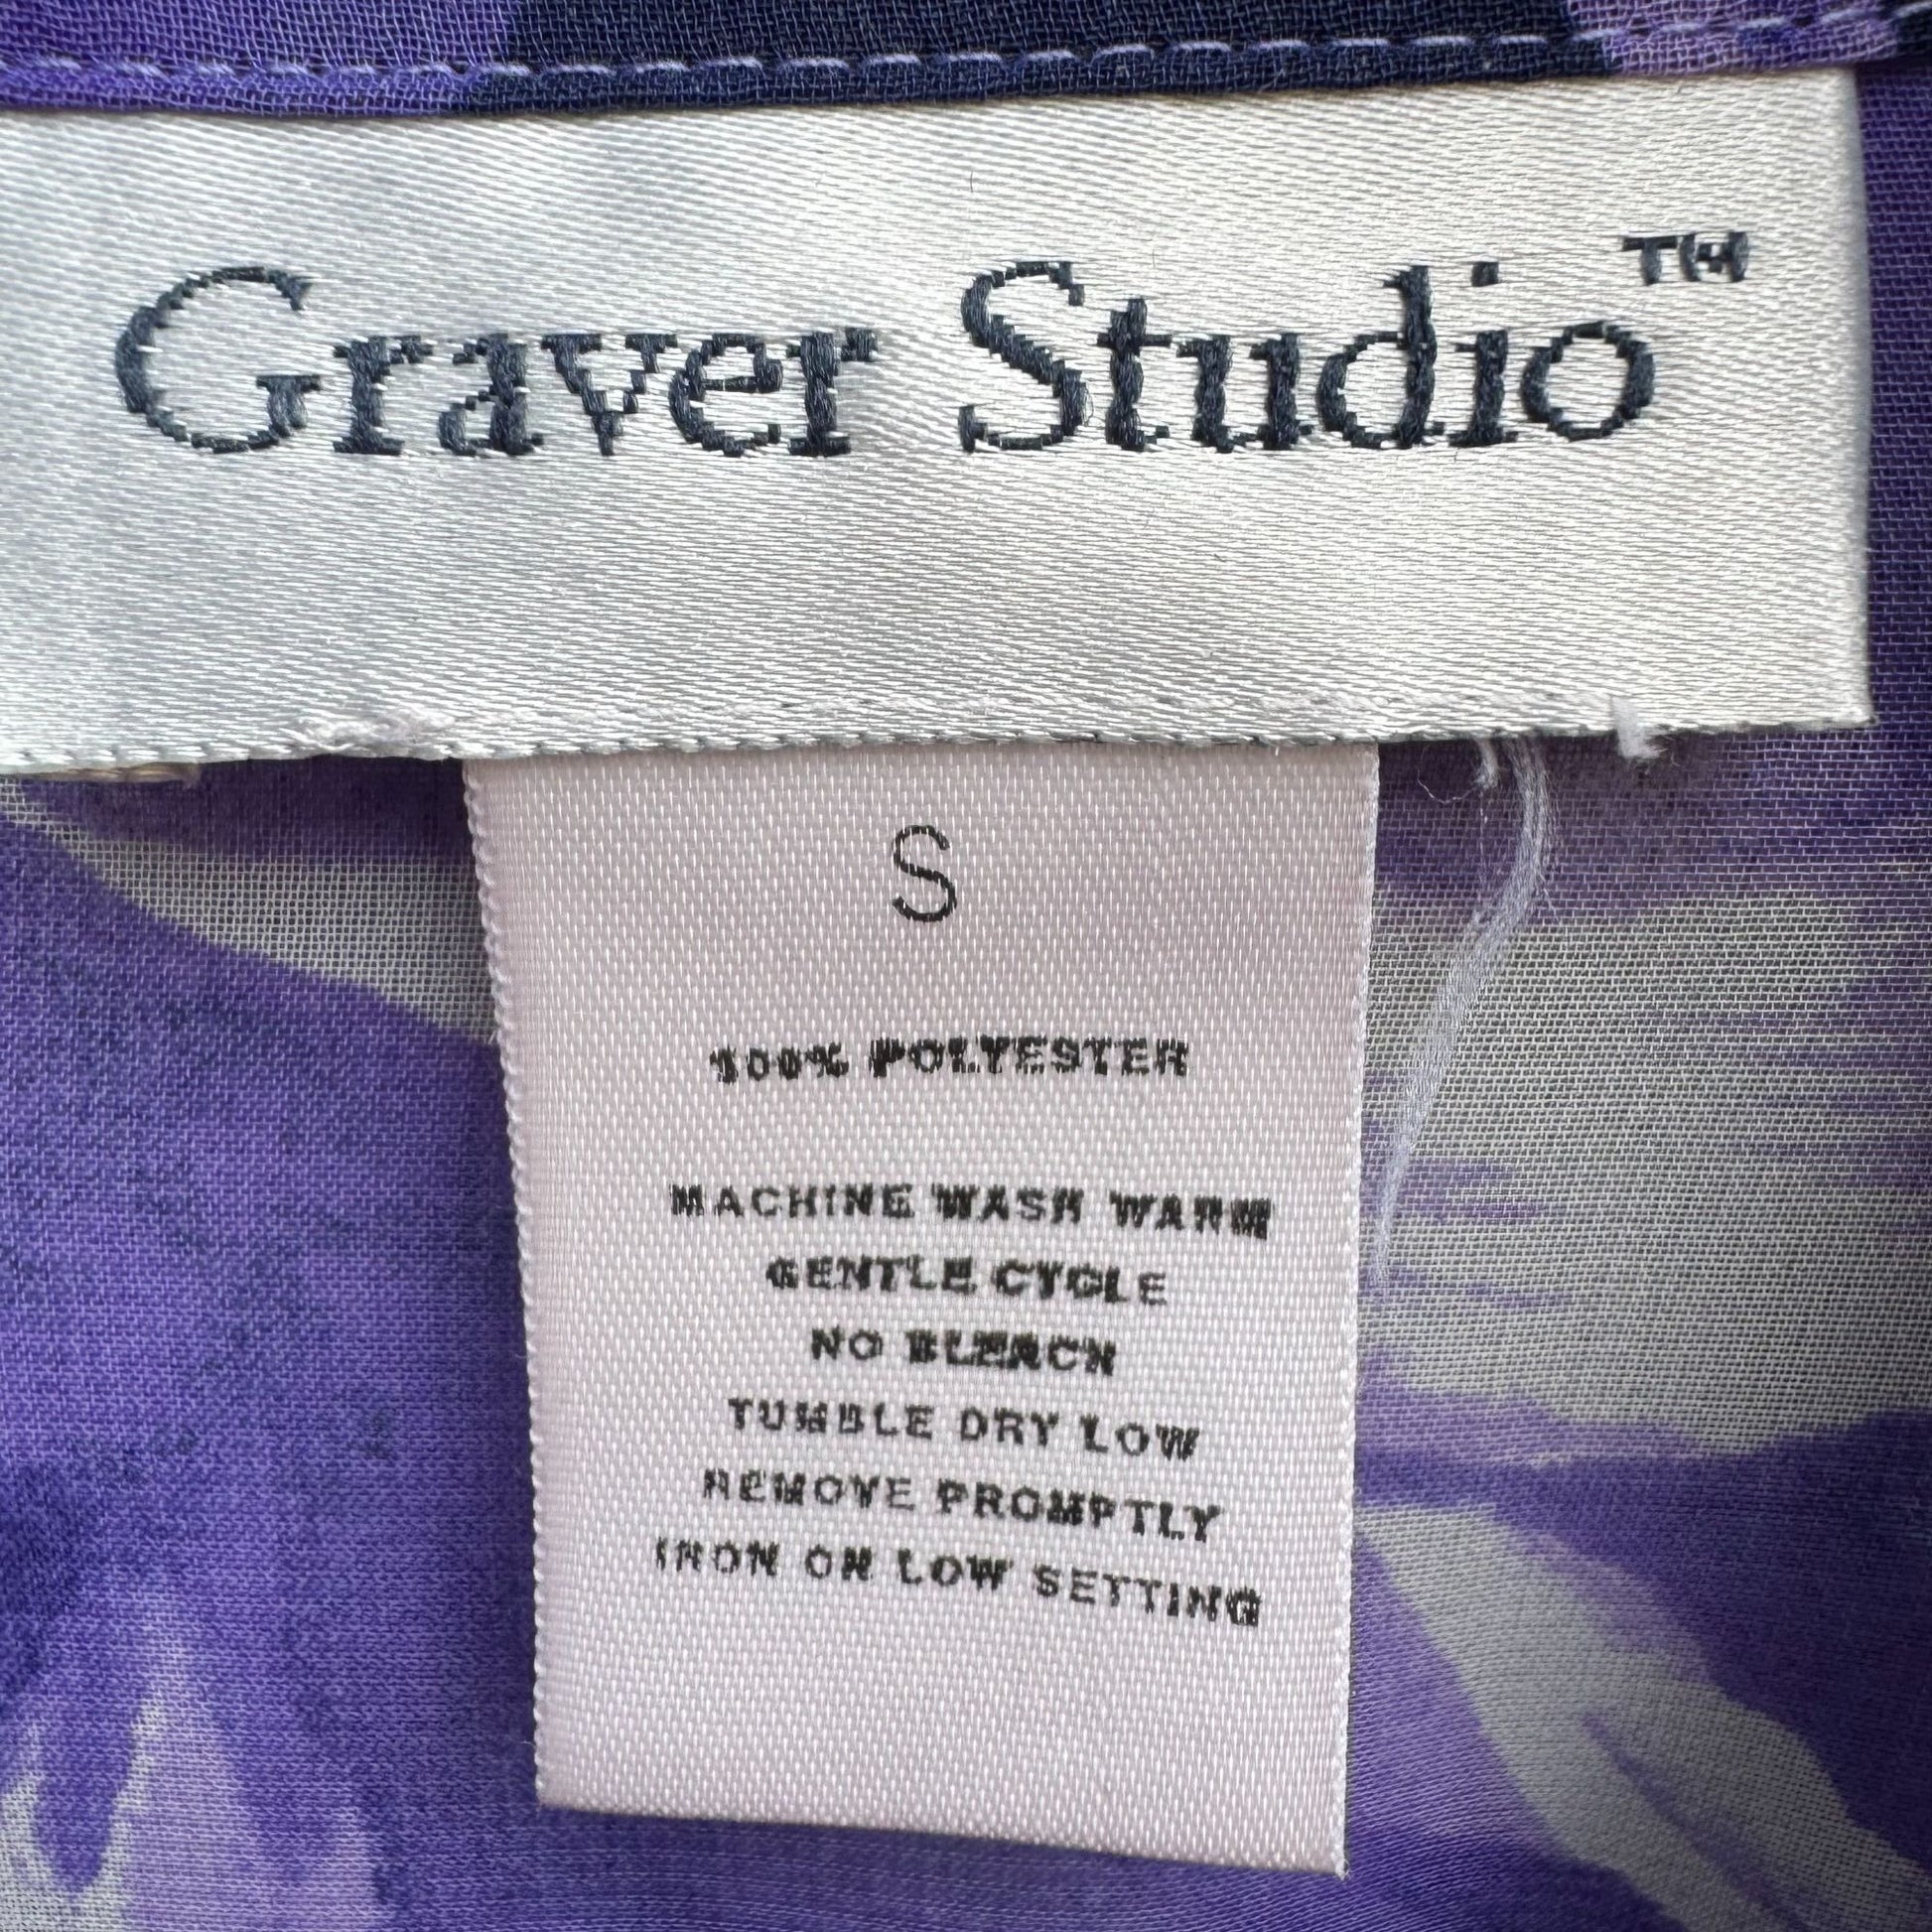 Graver Studio™
S
100% POLYESTER
MACHINE WASH WARM
GENTLE CYCLE
NO BLEACH
TUMBLE DRY LOW
REMOVE PROMPTLY
IRON ON LOW SETTING